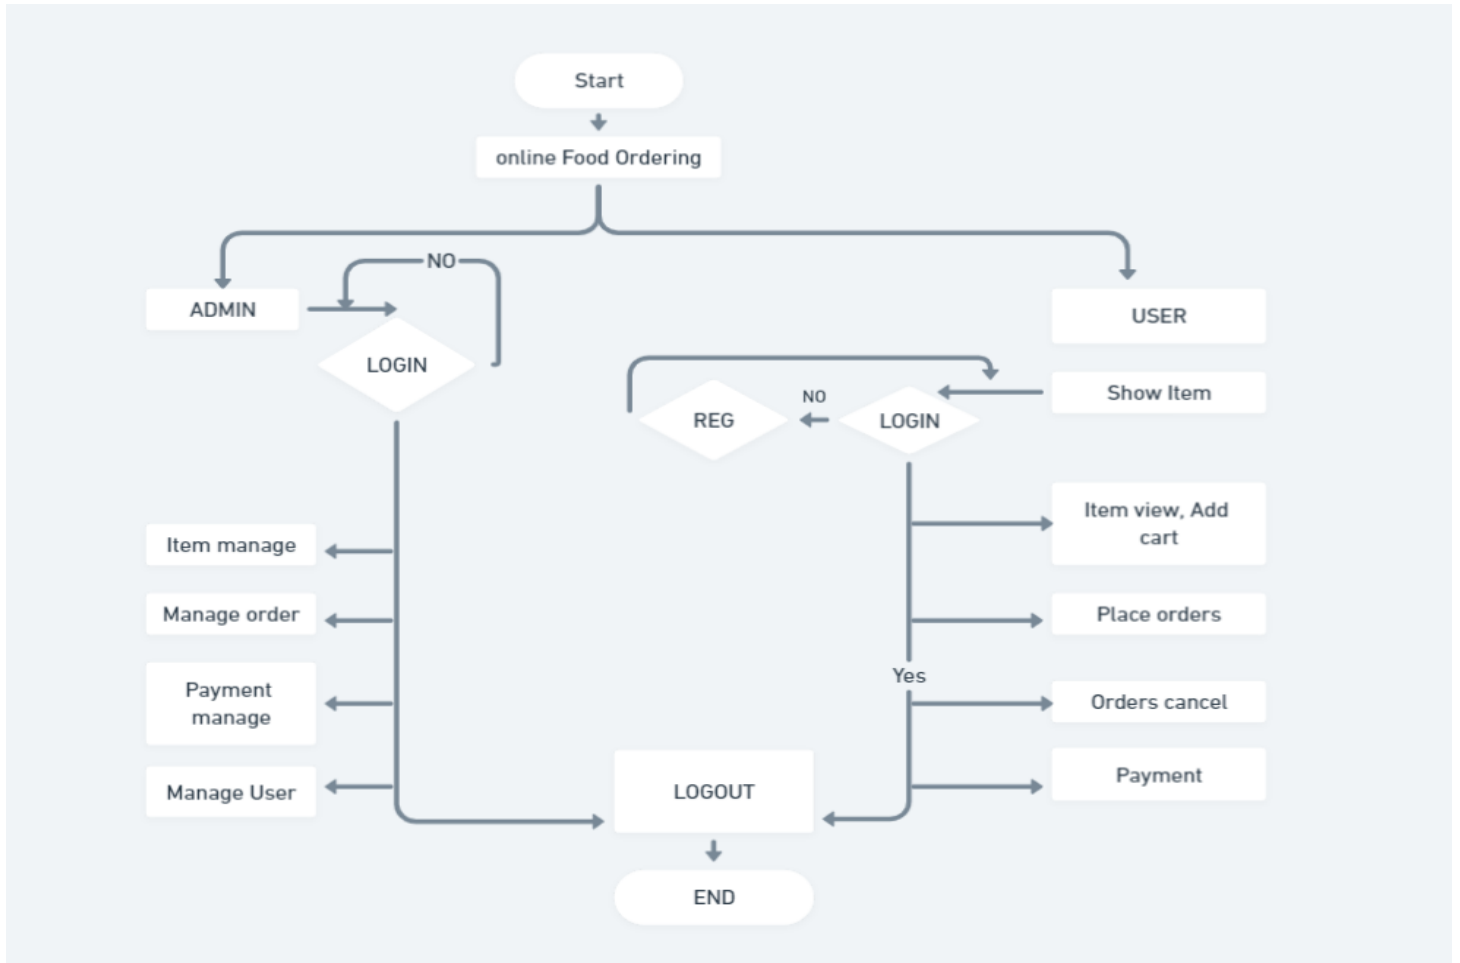 Start
online Food Ordering
NO
ADMIN
USER
LOGIN
Show Item
NO
REG
LOGIN
Item view, Add
cart
Item manage
Manage order
Place orders
Yes
Payment
manage
Orders cancel
Payment
Manage User
LOGOUT
END